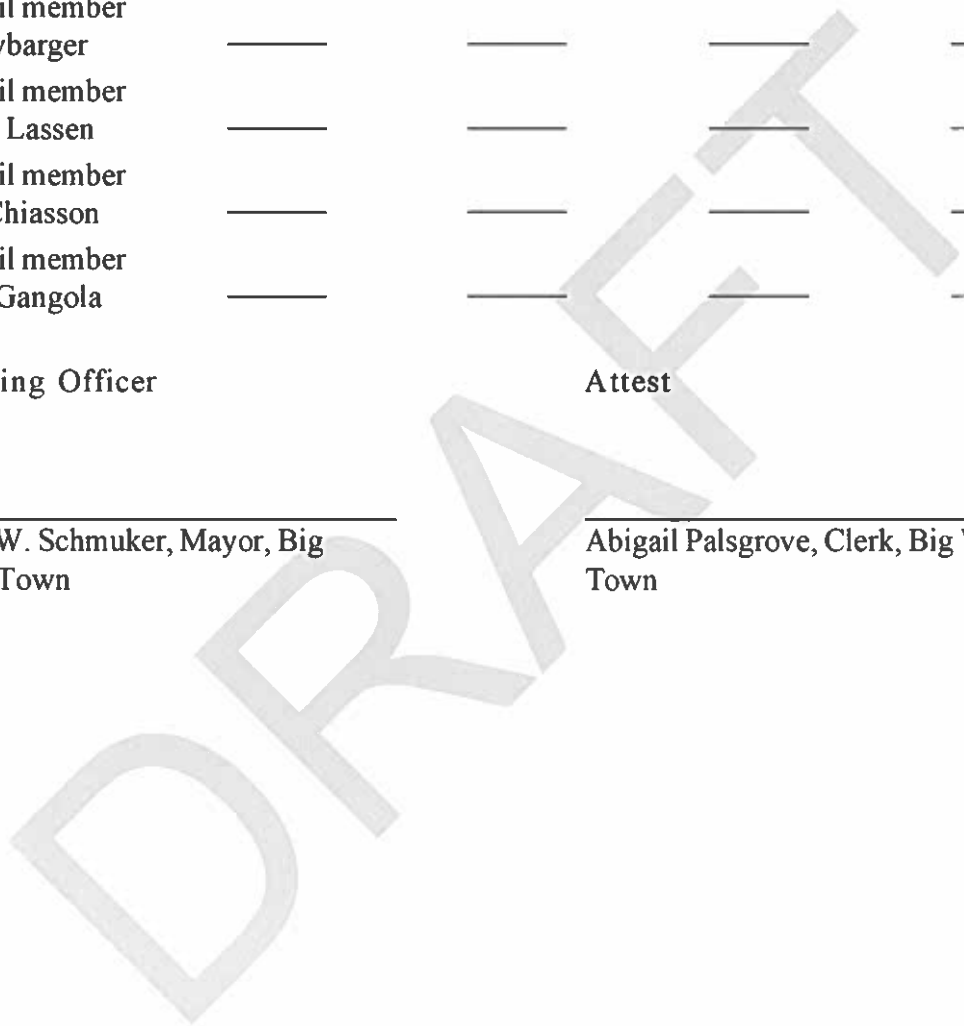 il member
ybarger
il member
Lassen
il member
Chiasson
il member
Gangola
ing Officer
Attest
W. Schmuker, Mayor, Big
Town
Abigail Palsgrove, Clerk, Big
Town
DRAFT